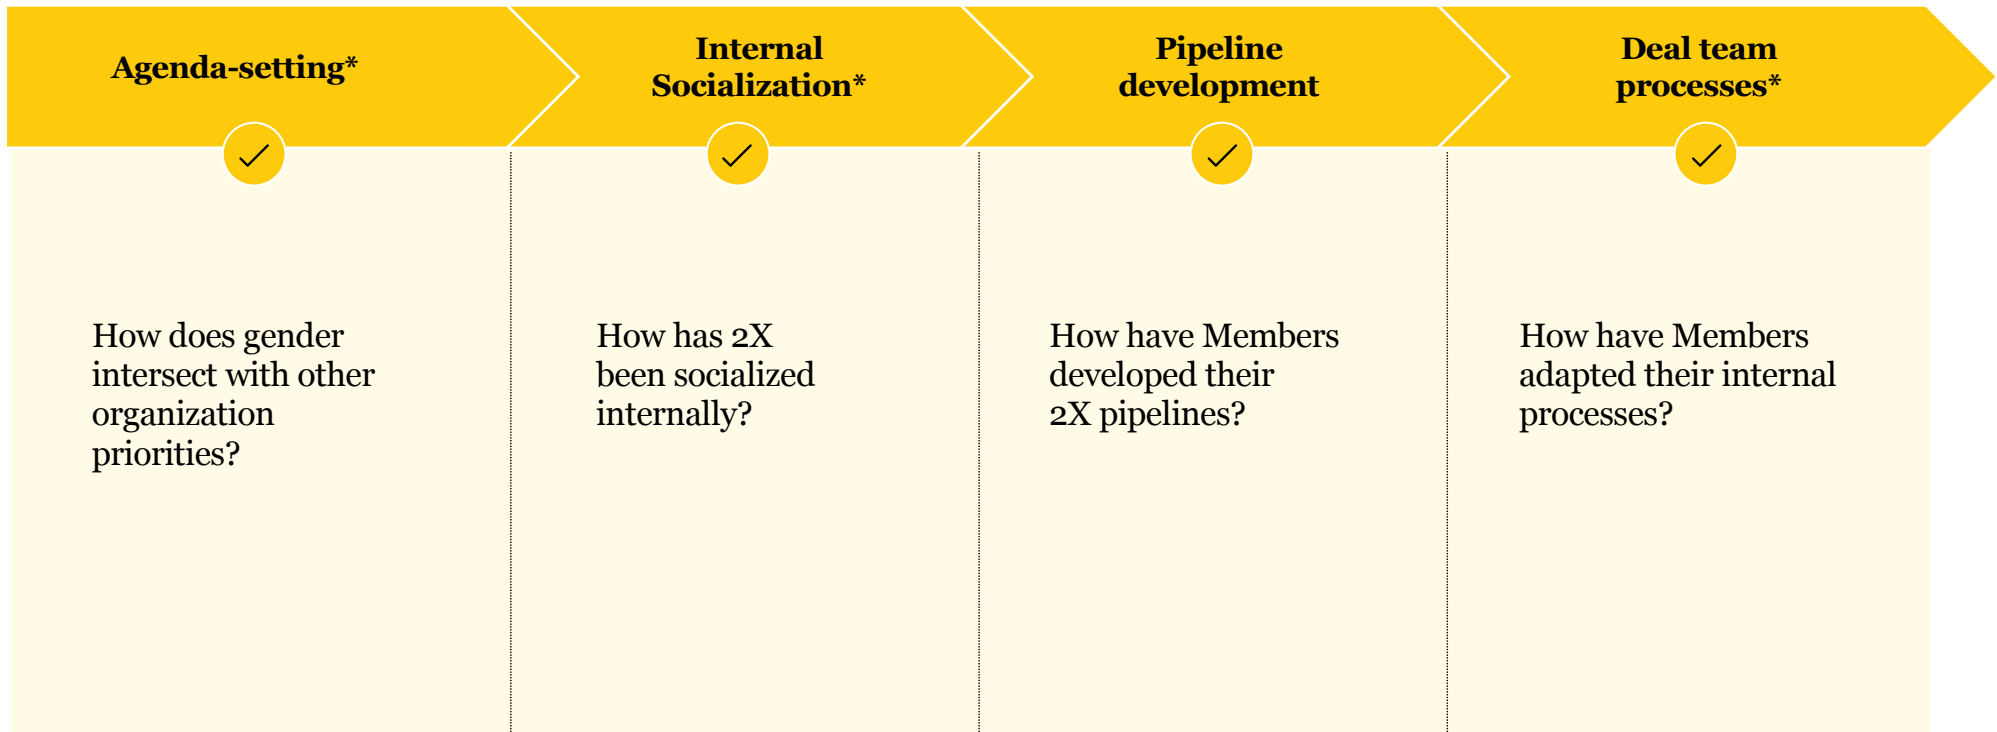 Agenda-setting*
Internal
Socialization*
Pipeline
development
Deal team
processes*
How does gender
intersect with other
organization
priorities?
How has 2X
been socialized
internally?
How have Members
developed their
2X pipelines?
How have Members
adapted their internal
processes?